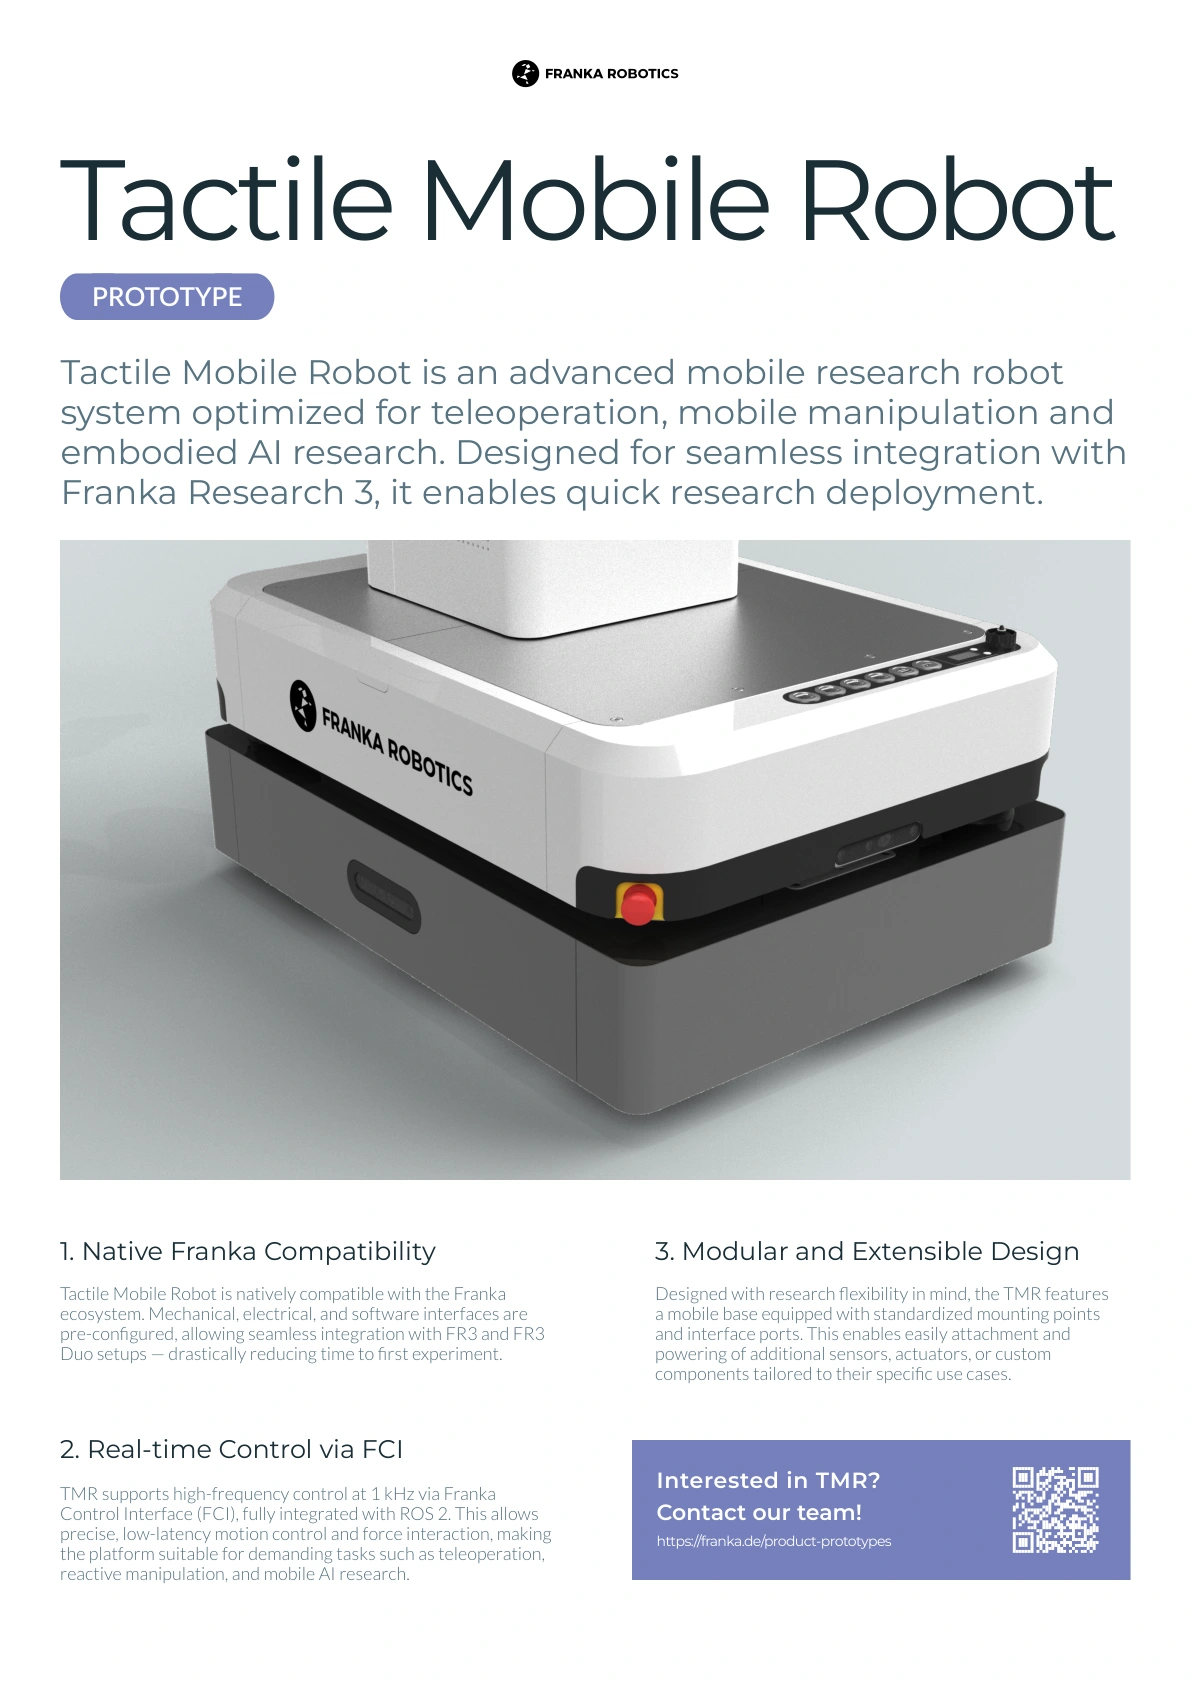 FRANKA ROBOTICS
Tactile Mobile Robot
PROTOTYPE
Tactile Mobile Robot is an advanced mobile research robot
system optimized for teleoperation, mobile manipulation and
embodied AI research. Designed for seamless integration with
Franka Research 3, it enables quick research deployment.
FRANKA ROBOTICS
1. Native Franka Compatibility
Tactile Mobile Robot is natively compatible with the Franka
ecosystem. Mechanical, electrical, and software interfaces are
pre-configured, allowing seamless integration with FR3 and FR3
Duo setups — drastically reducing time to first experiment.
2. Real-time Control via FCI
TMR supports high-frequency control at 1 kHz via Franka
Control Interface (FCI), fully integrated with ROS 2. This allows
precise, low-latency motion control and force interaction, making
the platform suitable for demanding tasks such as teleoperation,
reactive manipulation, and mobile AI research.
3. Modular and Extensible Design
Designed with research flexibility in mind, the TMR features
a mobile base equipped with standardized mounting points
and interface ports. This enables easily attachment and
powering of additional sensors, actuators, or custom
components tailored to their specific use cases.
Interested in TMR?
Contact our team!
https://franka.de/product-prototypes